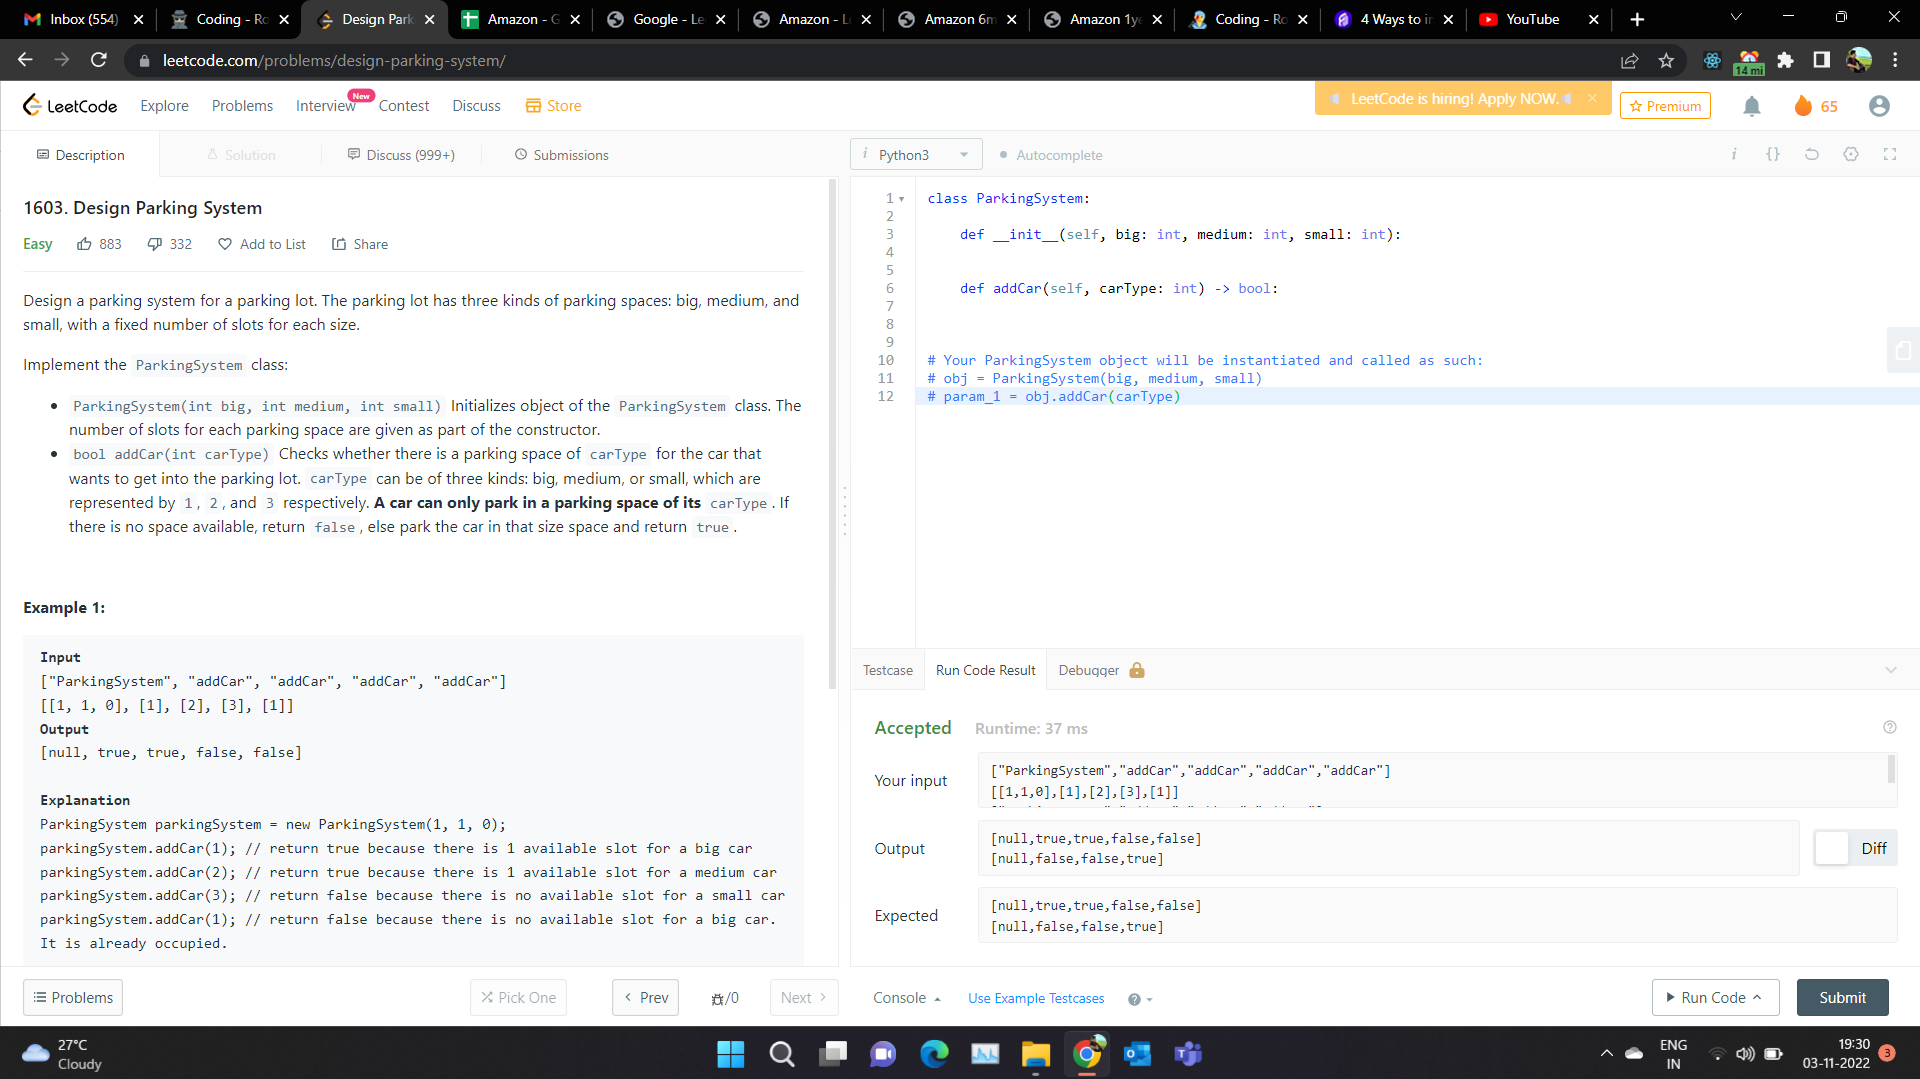 Inbox (554)
Coding - Ro
Design Park
Amazon - G
Google - Le
Amazon - L
Amazon 6m
Amazon 1ye
Coding - Ro
4 Ways to in
YouTube
leetcode.com/problems/design-parking-system/
14 mi
LeetCode
Explore
Problems
Interview
New
Contest
Discuss
Store
LeetCode is hiring! Apply NOW.
Premium
65
Description
Solution
Discuss (999+)
Submissions
i Python3
Autocomplete
1603. Design Parking System
Easy 883 332 Add to List Share
Design a parking system for a parking lot. The parking lot has three kinds of parking spaces: big, medium, and
small, with a fixed number of slots for each size.
Implement the ParkingSystem class:
ParkingSystem(int big, int medium, int small) Initializes object of the ParkingSystem class. The
number of slots for each parking space are given as part of the constructor.
bool addCar(int carType) Checks whether there is a parking space of carType for the car that
wants to get into the parking lot. carType can be of three kinds: big, medium, or small, which are
represented by 1, 2, and 3 respectively. A car can only park in a parking space of its carType. If
there is no space available, return false, else park the car in that size space and return true.
Example 1:
Input
["ParkingSystem", "addCar", "addCar", "addCar", "addCar"]
[[1, 1, 0], [1], [2], [3], [1]]
Output
[null, true, true, false, false]
Explanation
ParkingSystem parkingSystem = new ParkingSystem(1, 1, 0);
parkingSystem.addCar(1); // return true because there is 1 available slot for a big car
parkingSystem.addCar(2); // return true because there is 1 available slot for a medium car
parkingSystem.addCar(3); // return false because there is no available slot for a small car
parkingSystem.addCar(1); // return false because there is no available slot for a big car.
It is already occupied.
Problems
Pick One
Prev
/0
Next
1 class ParkingSystem:
2
3 def __init__(self, big: int, medium: int, small: int):
4
5
6 def addCar(self, carType: int) -> bool:
7
8
9
10 # Your ParkingSystem object will be instantiated and called as such:
11 # obj = ParkingSystem(big, medium, small)
12 # param_1 = obj.addCar(carType)
Testcase
Run Code Result
Debugger
Accepted Runtime: 37 ms
Your input
["ParkingSystem","addCar","addCar","addCar","addCar"]
[[1,1,0],[1],[2],[3],[1]]
Output
[null,true,true,false,false]
[null,false,false,true]
Diff
Expected
[null,true,true,false,false]
[null,false,false,true]
Console
Use Example Testcases
Run Code
Submit
27°C
Cloudy
ENG
IN
19:30
03-11-2022
3